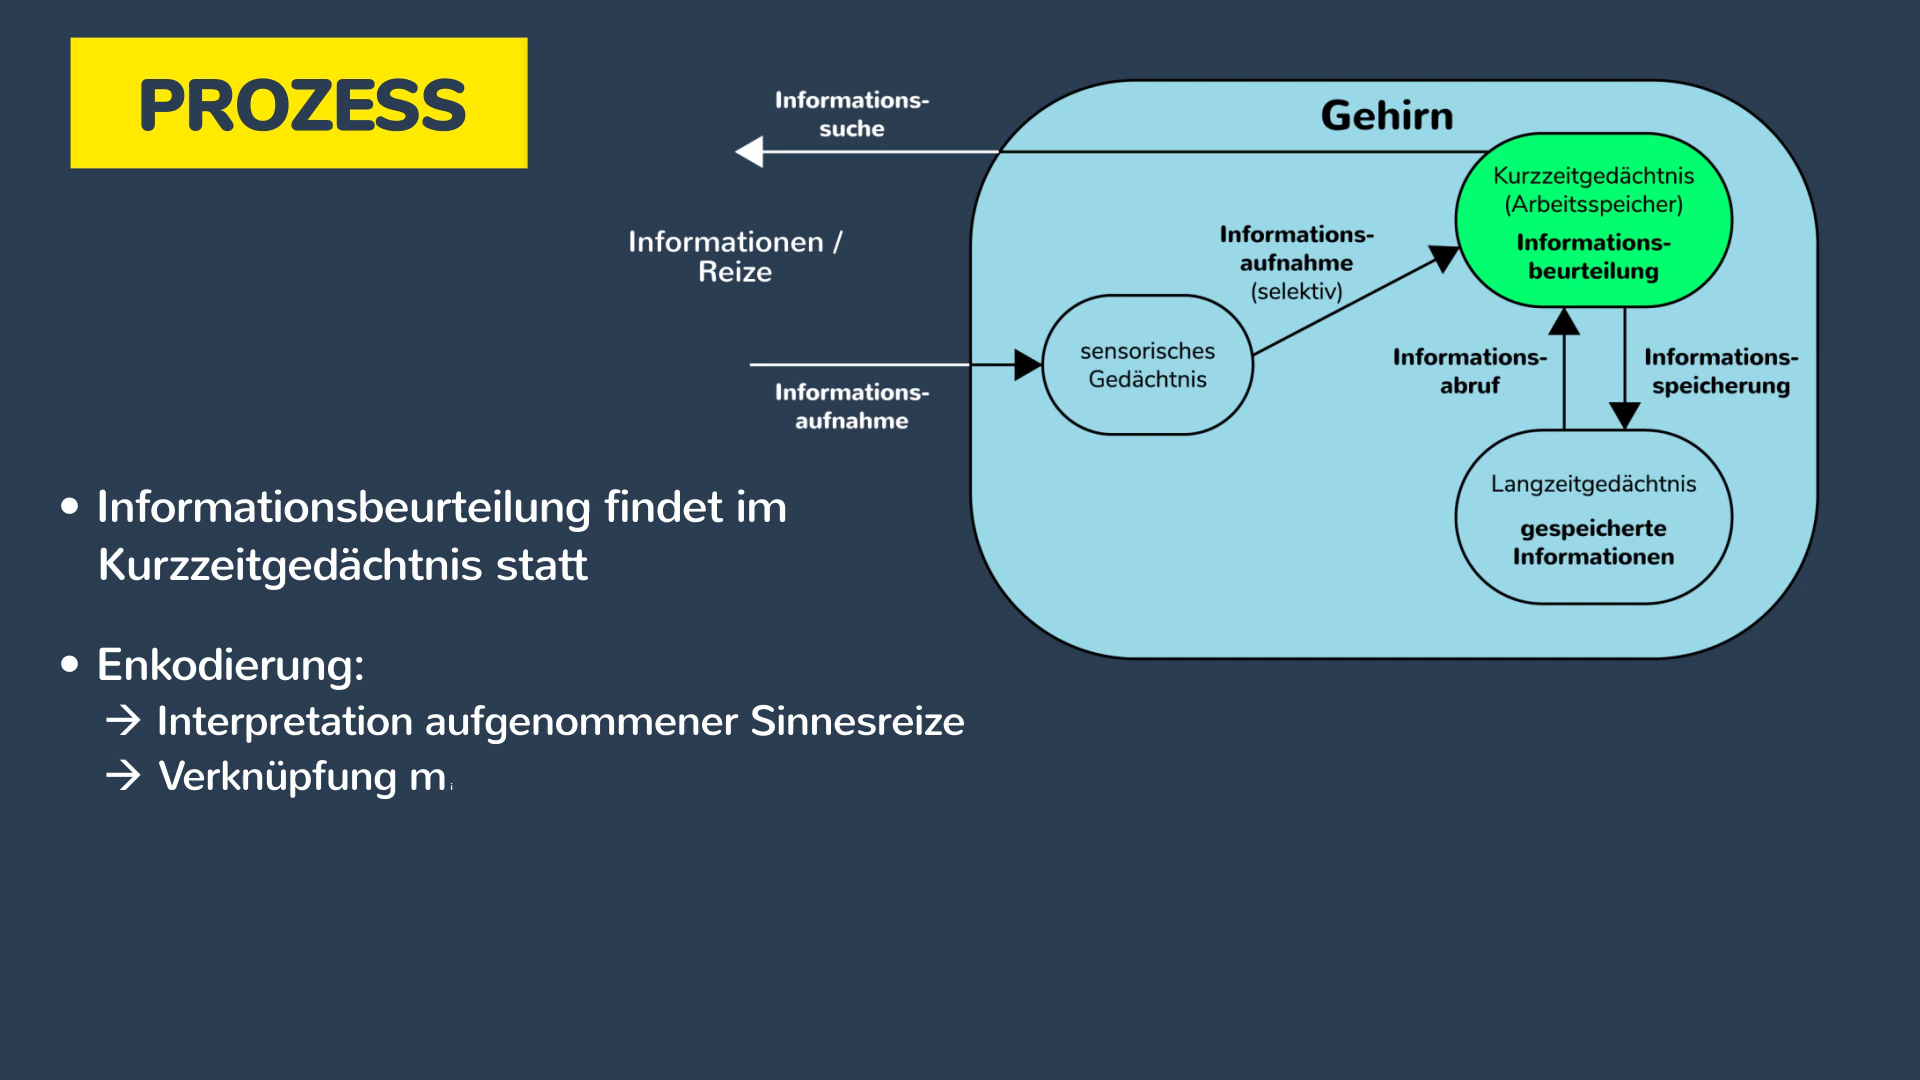 PROZESS
Informations-
suche
Gehirn
Kurzzeitgedächtnis
(Arbeitsspeicher)
Informations-
beurteilung
Informationen /
Reize
Informations-
aufnahme
(selektiv)
sensorisches
Gedächtnis
Informations-
abruf
Informations-
speicherung
Informations-
aufnahme
Langzeitgedächtnis
gespeicherte
Informationen
• Informationsbeurteilung findet im
Kurzzeitgedächtnis statt
• Enkodierung:
→ Interpretation aufgenommener Sinnesreize
→ Verknüpfung mi